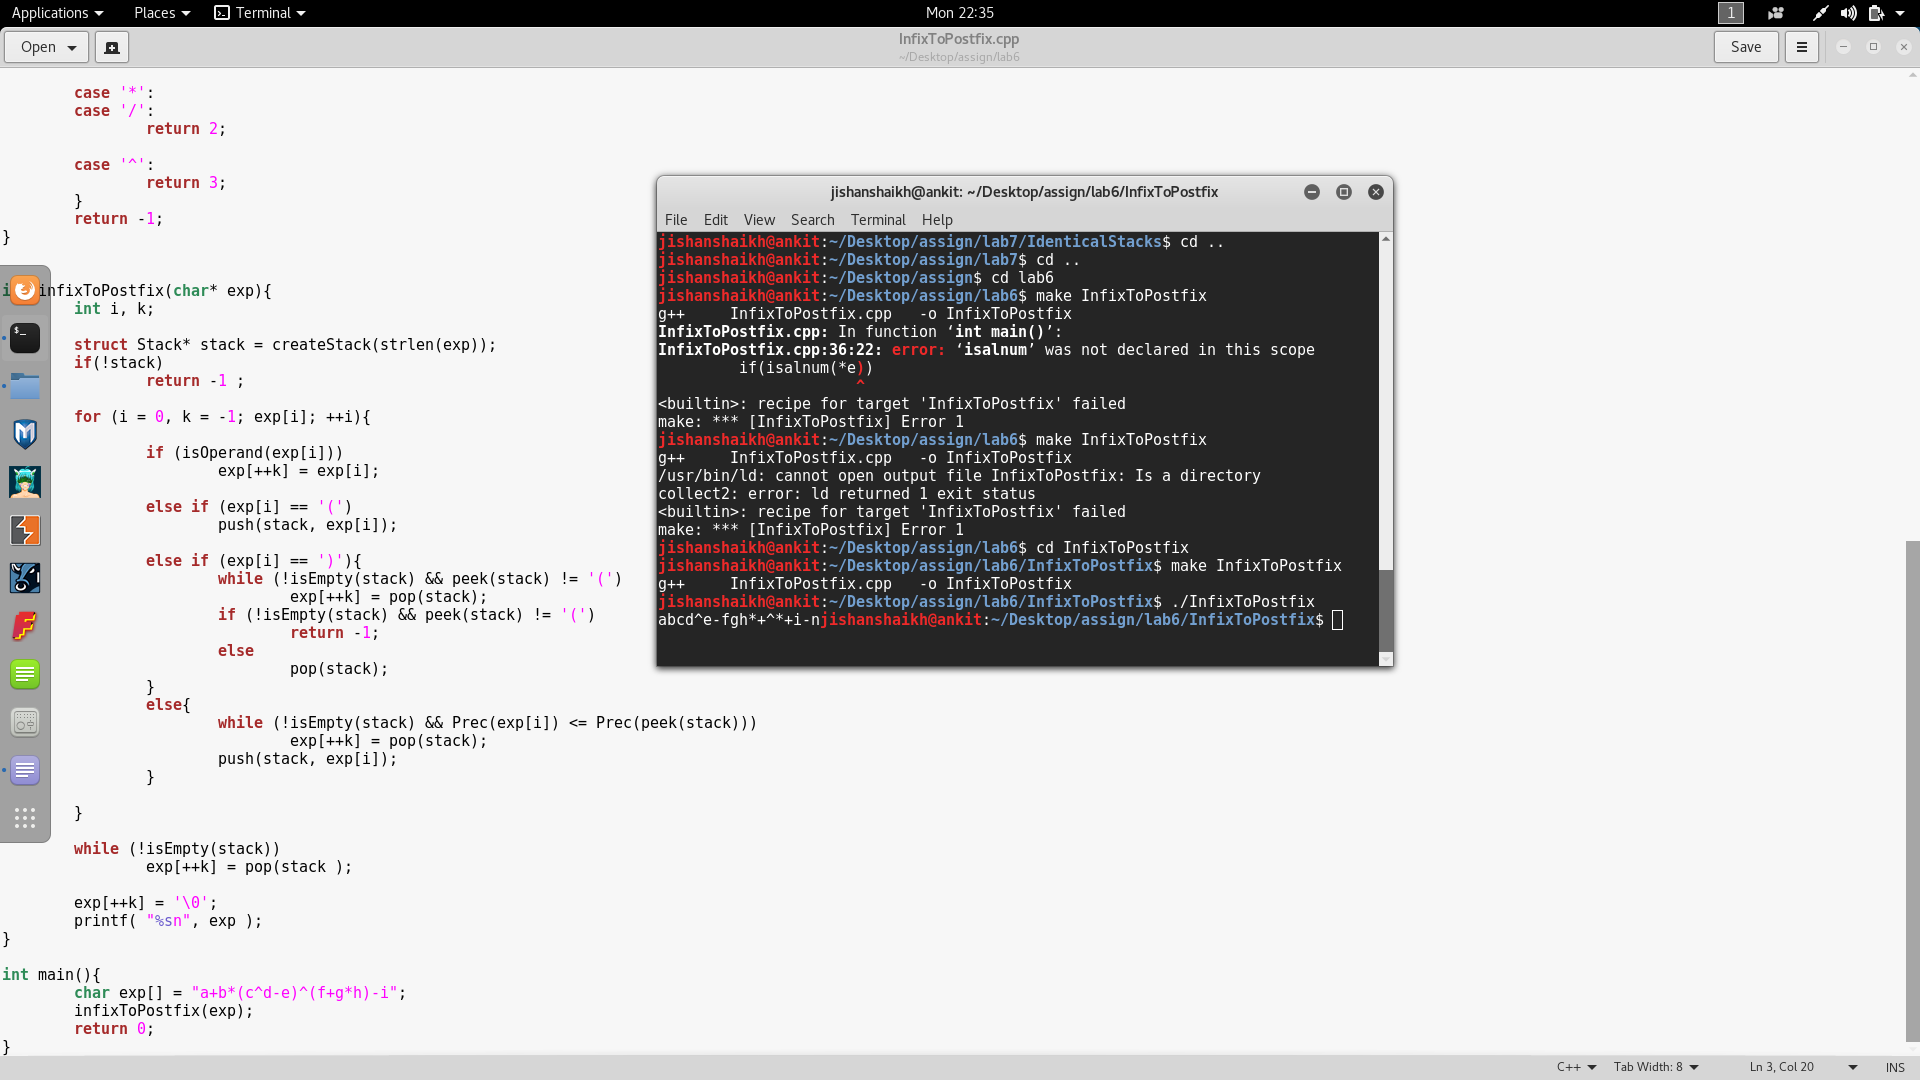 Applications Places Terminal Mon 22:35 1
Open InfixToPostfix.cpp Save
~/Desktop/assign/lab6
case '*':
case '/':
return 2;
case '^':
return 3;
}
return -1;
}
infixToPostfix(char* exp){
int i, k;
struct Stack* stack = createStack(strlen(exp));
if(!stack)
return -1 ;
for (i = 0, k = -1; exp[i]; ++i){
if (isOperand(exp[i]))
exp[++k] = exp[i];
else if (exp[i] == '(')
push(stack, exp[i]);
else if (exp[i] == ')'){
while (!isEmpty(stack) && peek(stack) != '(')
exp[++k] = pop(stack);
if (!isEmpty(stack) && peek(stack) != '(')
return -1;
else
pop(stack);
}
else{
while (!isEmpty(stack) && Prec(exp[i]) <= Prec(peek(stack)))
exp[++k] = pop(stack);
push(stack, exp[i]);
}
}
while (!isEmpty(stack))
exp[++k] = pop(stack );
exp[++k] = '\0';
printf( "%sn", exp );
}
int main(){
char exp[] = "a+b*(c^d-e)^(f+g*h)-i";
infixToPostfix(exp);
return 0;
}
jishanshaikh@ankit: ~/Desktop/assign/lab6/InfixToPostfix
File Edit View Search Terminal Help
jishanshaikh@ankit:~/Desktop/assign/lab7/IdenticalStacks$ cd ..
jishanshaikh@ankit:~/Desktop/assign/lab7$ cd ..
jishanshaikh@ankit:~/Desktop/assign$ cd lab6
jishanshaikh@ankit:~/Desktop/assign/lab6$ make InfixToPostfix
g++     InfixToPostfix.cpp   -o InfixToPostfix
InfixToPostfix.cpp: In function ‘int main()’:
InfixToPostfix.cpp:36:22: error: ‘isalnum’ was not declared in this scope
if(isalnum(*e))
^
<builtin>: recipe for target 'InfixToPostfix' failed
make: *** [InfixToPostfix] Error 1
jishanshaikh@ankit:~/Desktop/assign/lab6$ make InfixToPostfix
g++     InfixToPostfix.cpp   -o InfixToPostfix
/usr/bin/ld: cannot open output file InfixToPostfix: Is a directory
collect2: error: ld returned 1 exit status
<builtin>: recipe for target 'InfixToPostfix' failed
make: *** [InfixToPostfix] Error 1
jishanshaikh@ankit:~/Desktop/assign/lab6$ cd InfixToPostfix
jishanshaikh@ankit:~/Desktop/assign/lab6/InfixToPostfix$ make InfixToPostfix
g++     InfixToPostfix.cpp   -o InfixToPostfix
jishanshaikh@ankit:~/Desktop/assign/lab6/InfixToPostfix$ ./InfixToPostfix
abcd^e-fgh*+^*+i-njishanshaikh@ankit:~/Desktop/assign/lab6/InfixToPostfix$
C++ Tab Width: 8 Ln 3, Col 20 INS